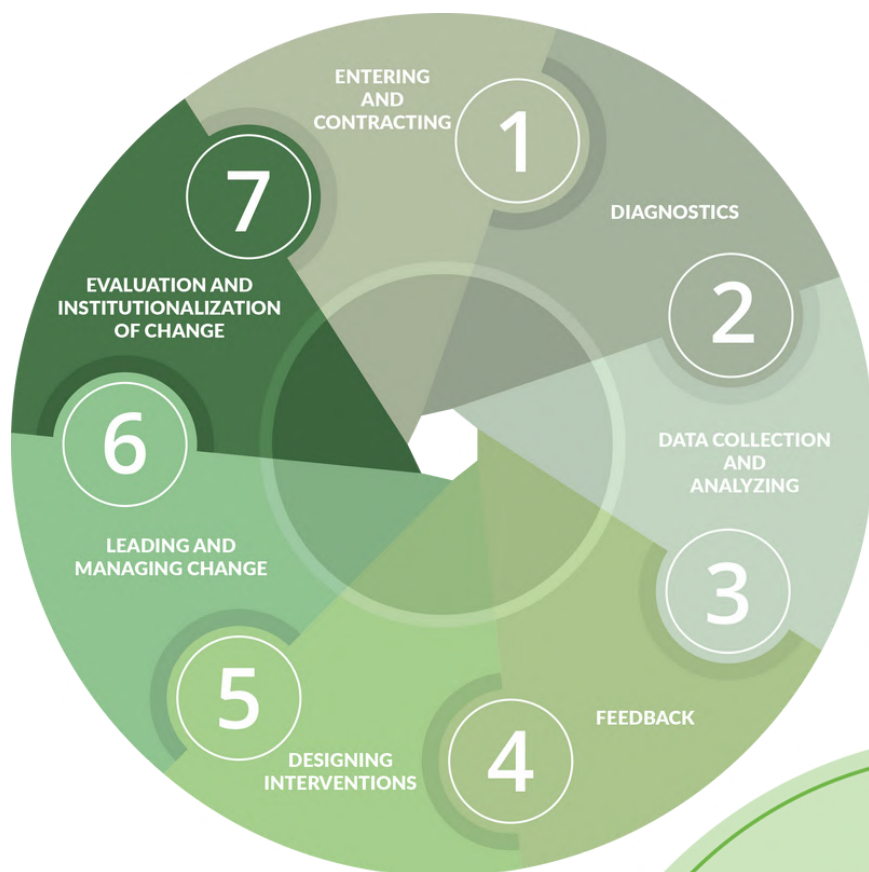 ENTERING
AND
CONTRACTING
1
DIAGNOSTICS
2
DATA COLLECTION
AND
ANALYZING
3
FEEDBACK
4
DESIGNING
INTERVENTIONS
5
LEADING AND
MANAGING CHANGE
6
EVALUATION AND
INSTITUTIONALIZATION
OF CHANGE
7